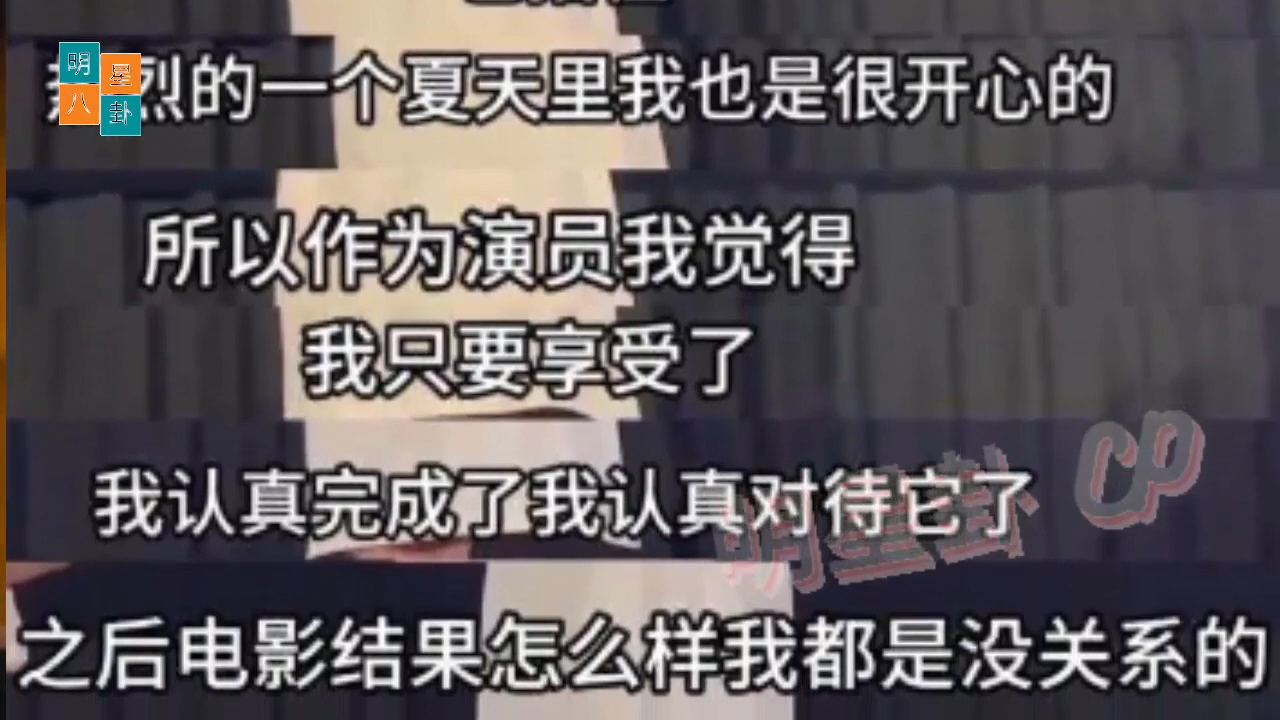 明星
八卦
烈的一个夏天里我也是很开心的
所以作为演员我觉得
我只要享受了
我认真完成了我认真对待它了
明星卦 CP
之后电影结果怎么样我都是没关系的